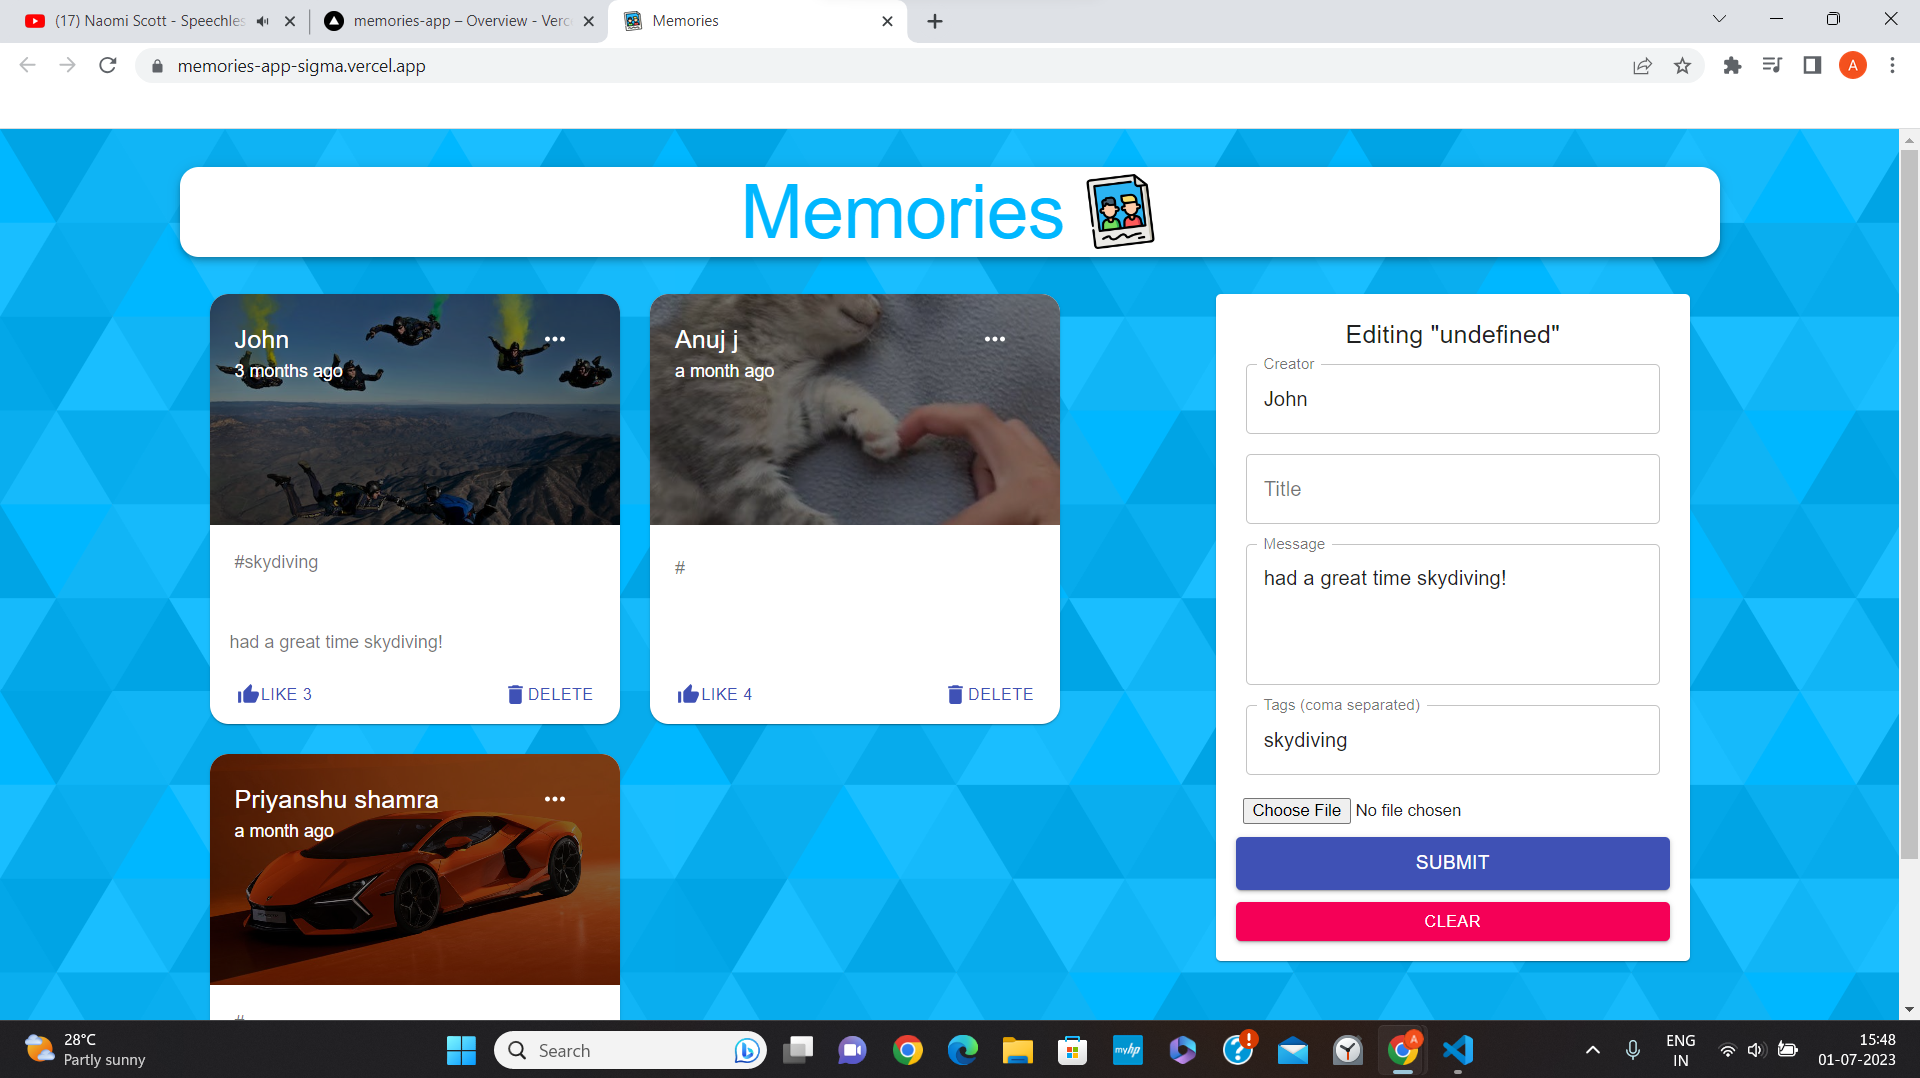 (17) Naomi Scott - Speechles
memories-app – Overview - Verc
Memories
memories-app-sigma.vercel.app
A
Memories
John
3 months ago
#skydiving
had a great time skydiving!
LIKE 3
DELETE
Anuj j
a month ago
#
LIKE 4
DELETE
Priyanshu shamra
a month ago
#
Editing "undefined"
Creator
John
Title
Message
had a great time skydiving!
Tags (coma separated)
skydiving
Choose File No file chosen
SUBMIT
CLEAR
28°C
Partly sunny
Search
myhp
A
ENG
IN
15:48
01-07-2023